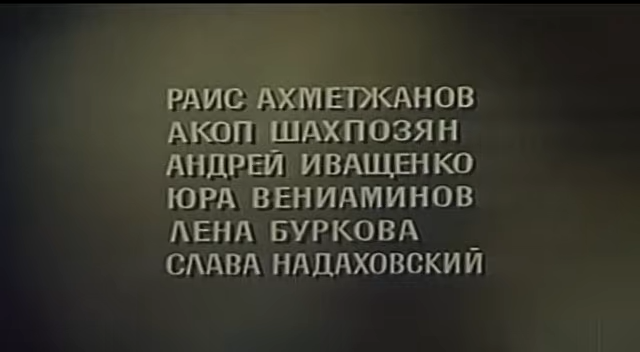 РАИС АХМЕТЖАНОВ
АКОП ШАХПОЗЯН
АНДРЕЙ ИВАЩЕНКО
ЮРА ВЕНИАМИНОВ
ЛЕНА БУРКОВА
СЛАВА НАДАХОВСКИЙ